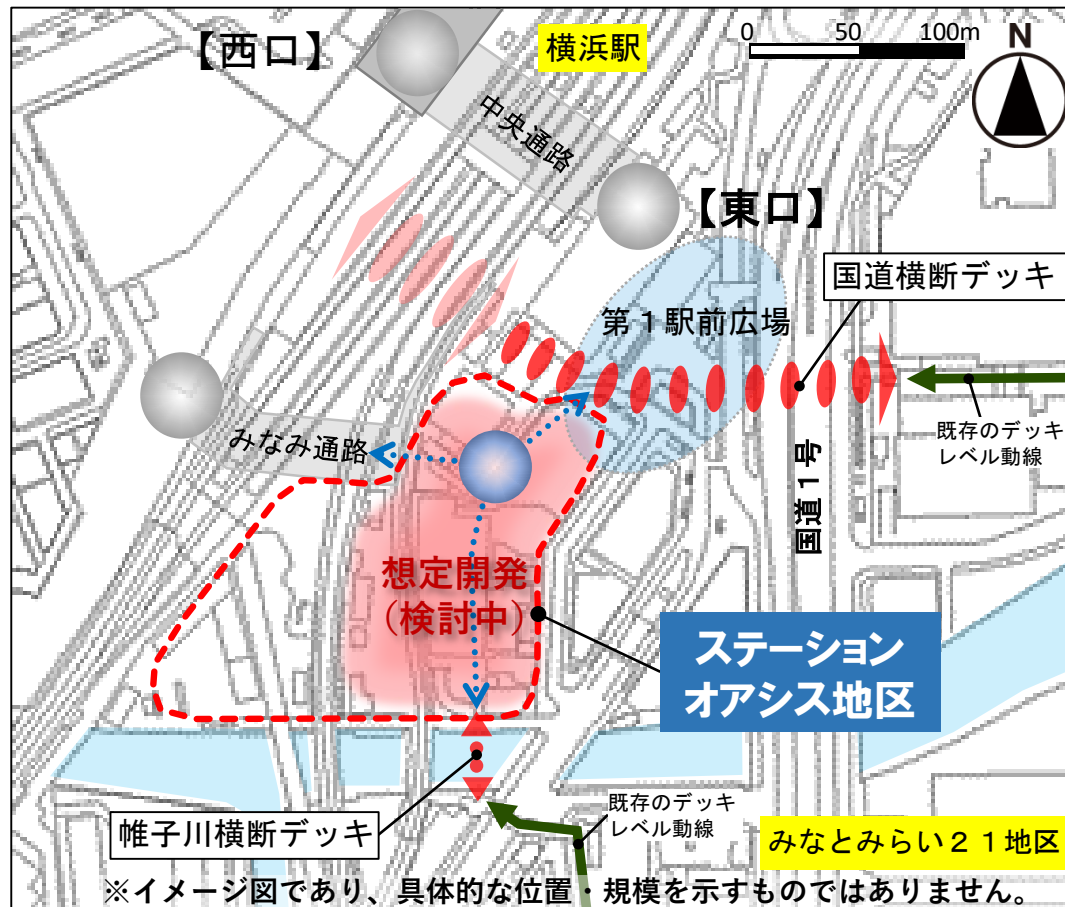 【西口】
横浜駅
0 50 100m
N
中央通路
【東口】
国道横断デッキ
第１駅前広場
みなみ通路
既存のデッキ
レベル動線
国道１号
想定開発
(検討中)
ステーション
オアシス地区
帷子川横断デッキ
既存のデッキ
レベル動線
みなとみらい２１地区
※イメージ図であり、具体的な位置・規模を示すものではありません。